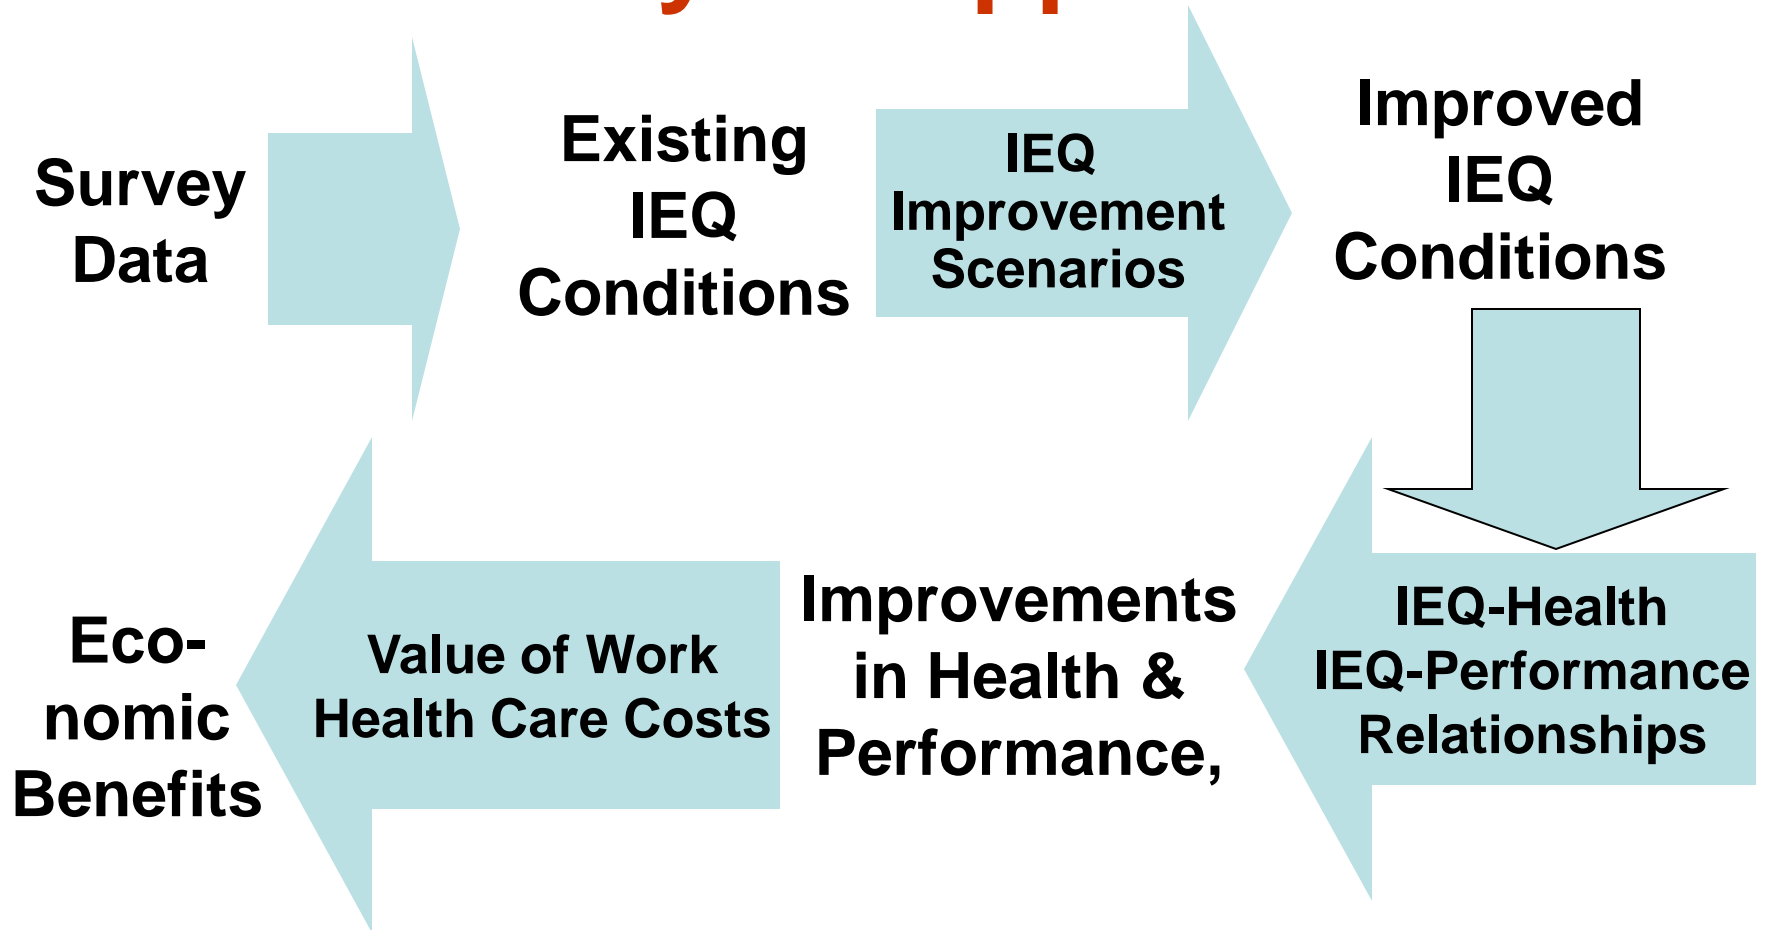 Survey
Data
Existing
IEQ
Conditions
IEQ
Improvement
Scenarios
Improved
IEQ
Conditions
IEQ-Health
IEQ-Performance
Relationships
Improvements
in Health &
Performance,
Value of Work
Health Care Costs
Eco-
nomic
Benefits